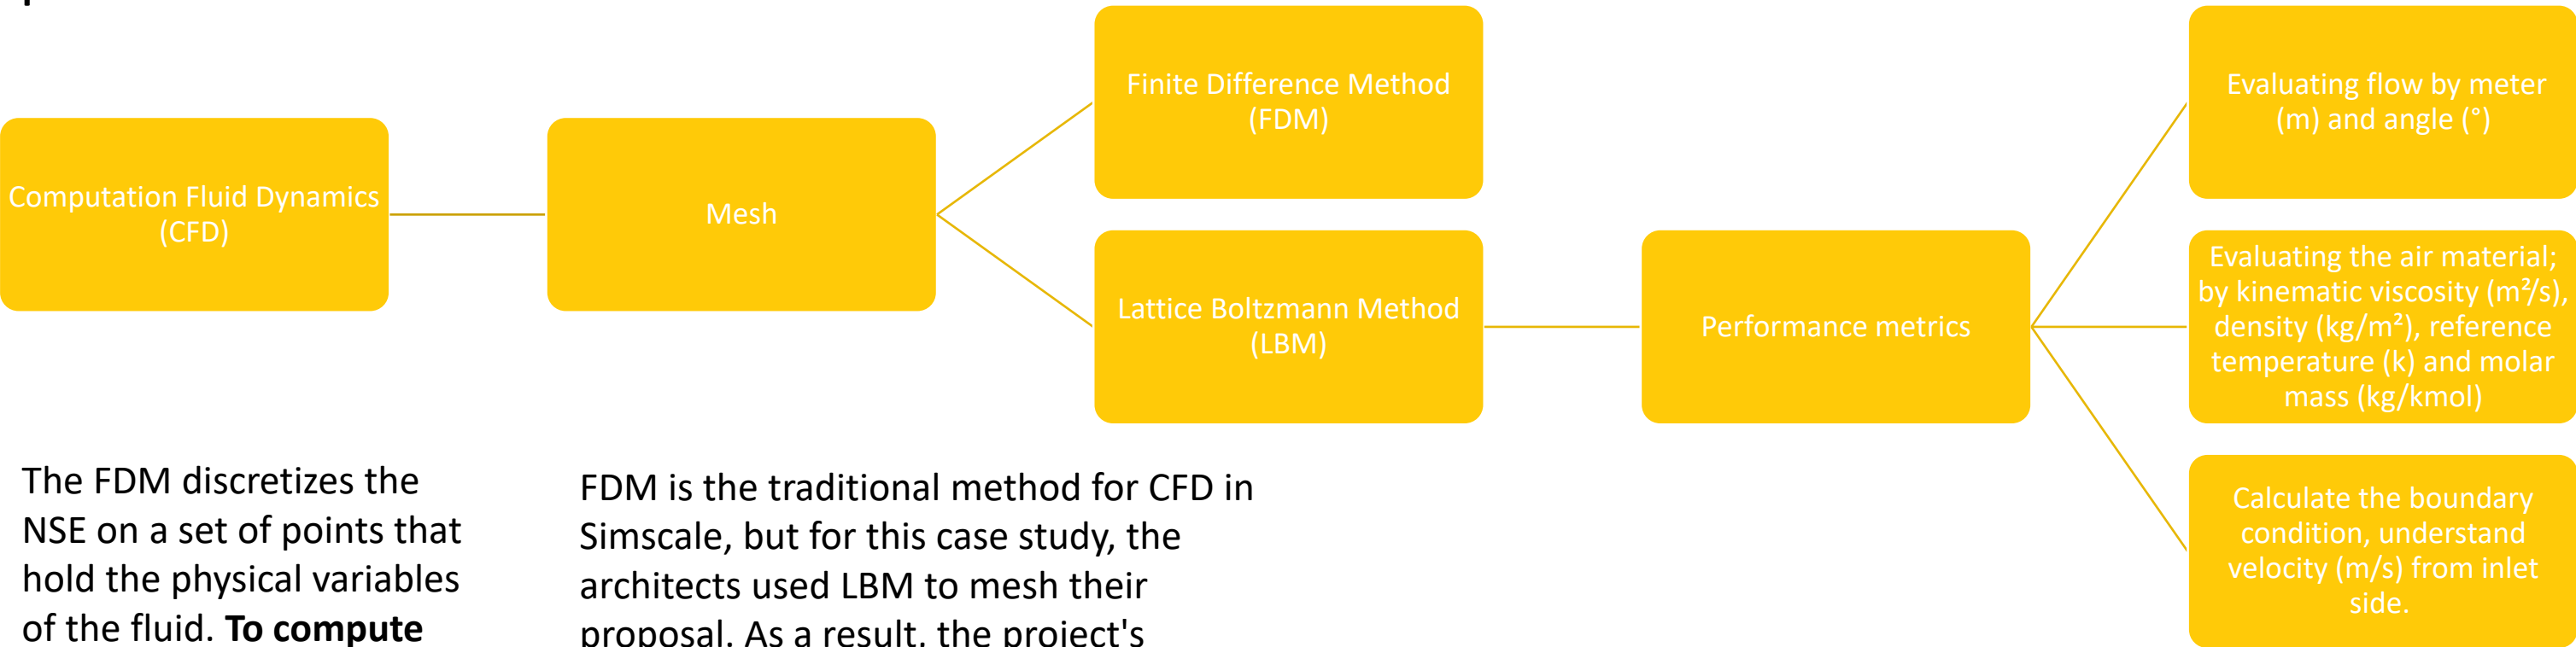 Computation Fluid Dynamics
(CFD)
Mesh
Finite Difference Method
(FDM)
Lattice Boltzmann Method
(LBM)
Performance metrics
Evaluating flow by meter
(m) and angle (°)
Evaluating the air material;
by kinematic viscosity (m²/s),
density (kg/m²), reference
temperature (k) and molar
mass (kg/kmol)
Calculate the boundary
condition, understand
velocity (m/s) from inlet
side.
The FDM discretizes the
NSE on a set of points that
hold the physical variables
of the fluid. To compute
FDM is the traditional method for CFD in
Simscale, but for this case study, the
architects used LBM to mesh their
proposal. As a result, the project's